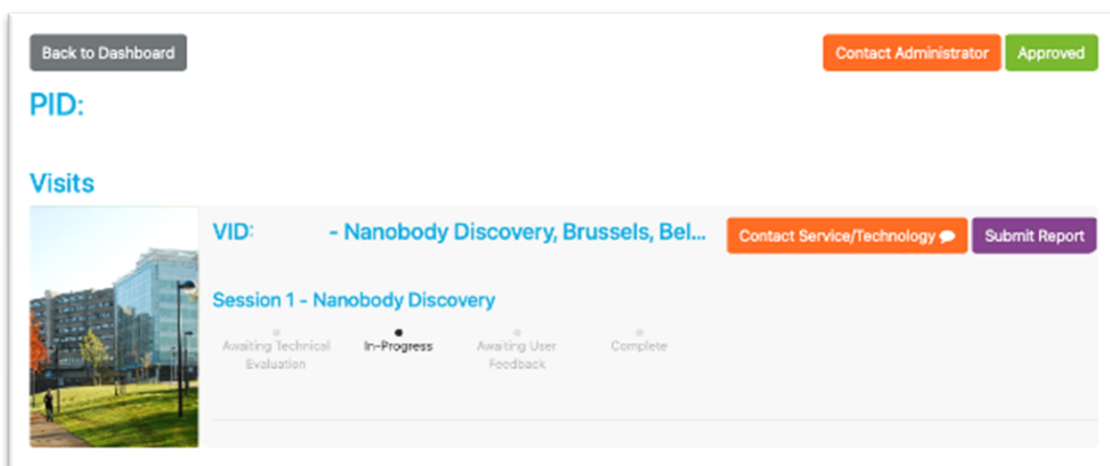 Back to Dashboard
Contact Administrator
Approved
PID:
Visits
VID: - Nanobody Discovery, Brussels, Bel...
Contact Service/Technology
Submit Report
Session 1 - Nanobody Discovery
Awaiting Technical
Evaluation
In-Progress
Awaiting User
Feedback
Complete